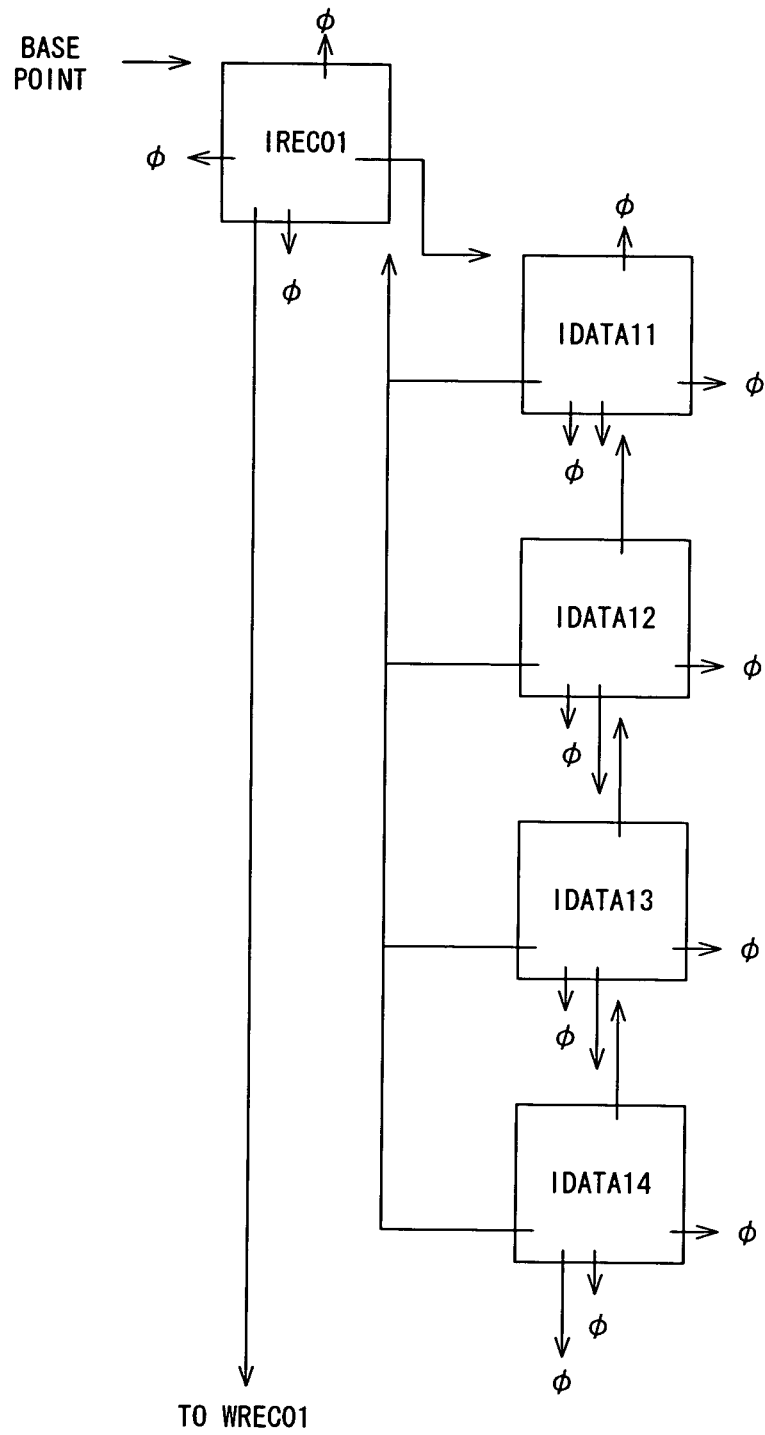 ϕ
BASE
POINT
IREC01
ϕ
ϕ
ϕ
IDATA11
ϕ
ϕ
IDATA12
ϕ
ϕ
IDATA13
ϕ
ϕ
IDATA14
ϕ
ϕ
ϕ
TO WREC01